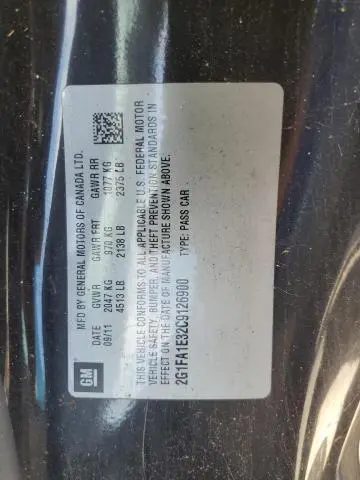 MFD BY GENERAL MOTORS OF CANADA LTD.
DATE GVWR GAWR FRT GAWR RR
09/11 2047 KG 970 KG 1077 KG
4513 LB 2138 LB 2375 LB
THIS VEHICLE CONFORMS TO ALL APPLICABLE U.S. FEDERAL MOTOR
VEHICLE SAFETY, BUMPER, AND THEFT PREVENTION STANDARDS IN
EFFECT ON THE DATE OF MANUFACTURE SHOWN ABOVE.
2G1FA1E32C9126900 TYPE: PASS CAR
GM